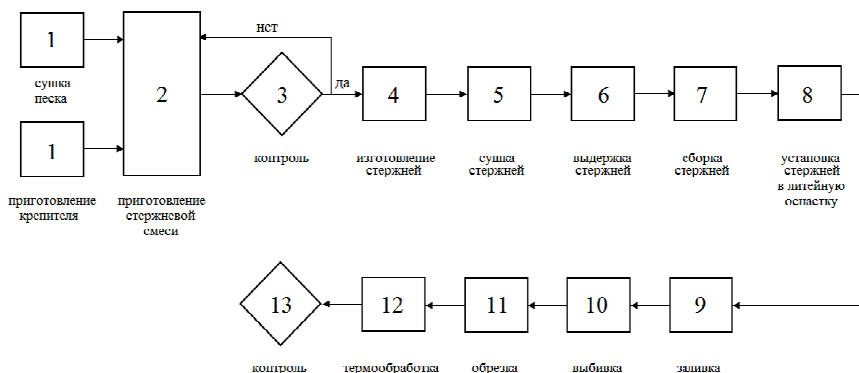 1
сушка
песка
1
приготовление
крепителя
2
приготовление
стержневой
смеси
нет
3
контроль
да
4
изготовление
стержней
5
сушка
стержней
6
выдержка
стержней
7
сборка
стержней
8
установка
стержней
в литейную
оснастку
13
контроль
12
термообработка
11
обрезка
10
выбивка
9
заливка